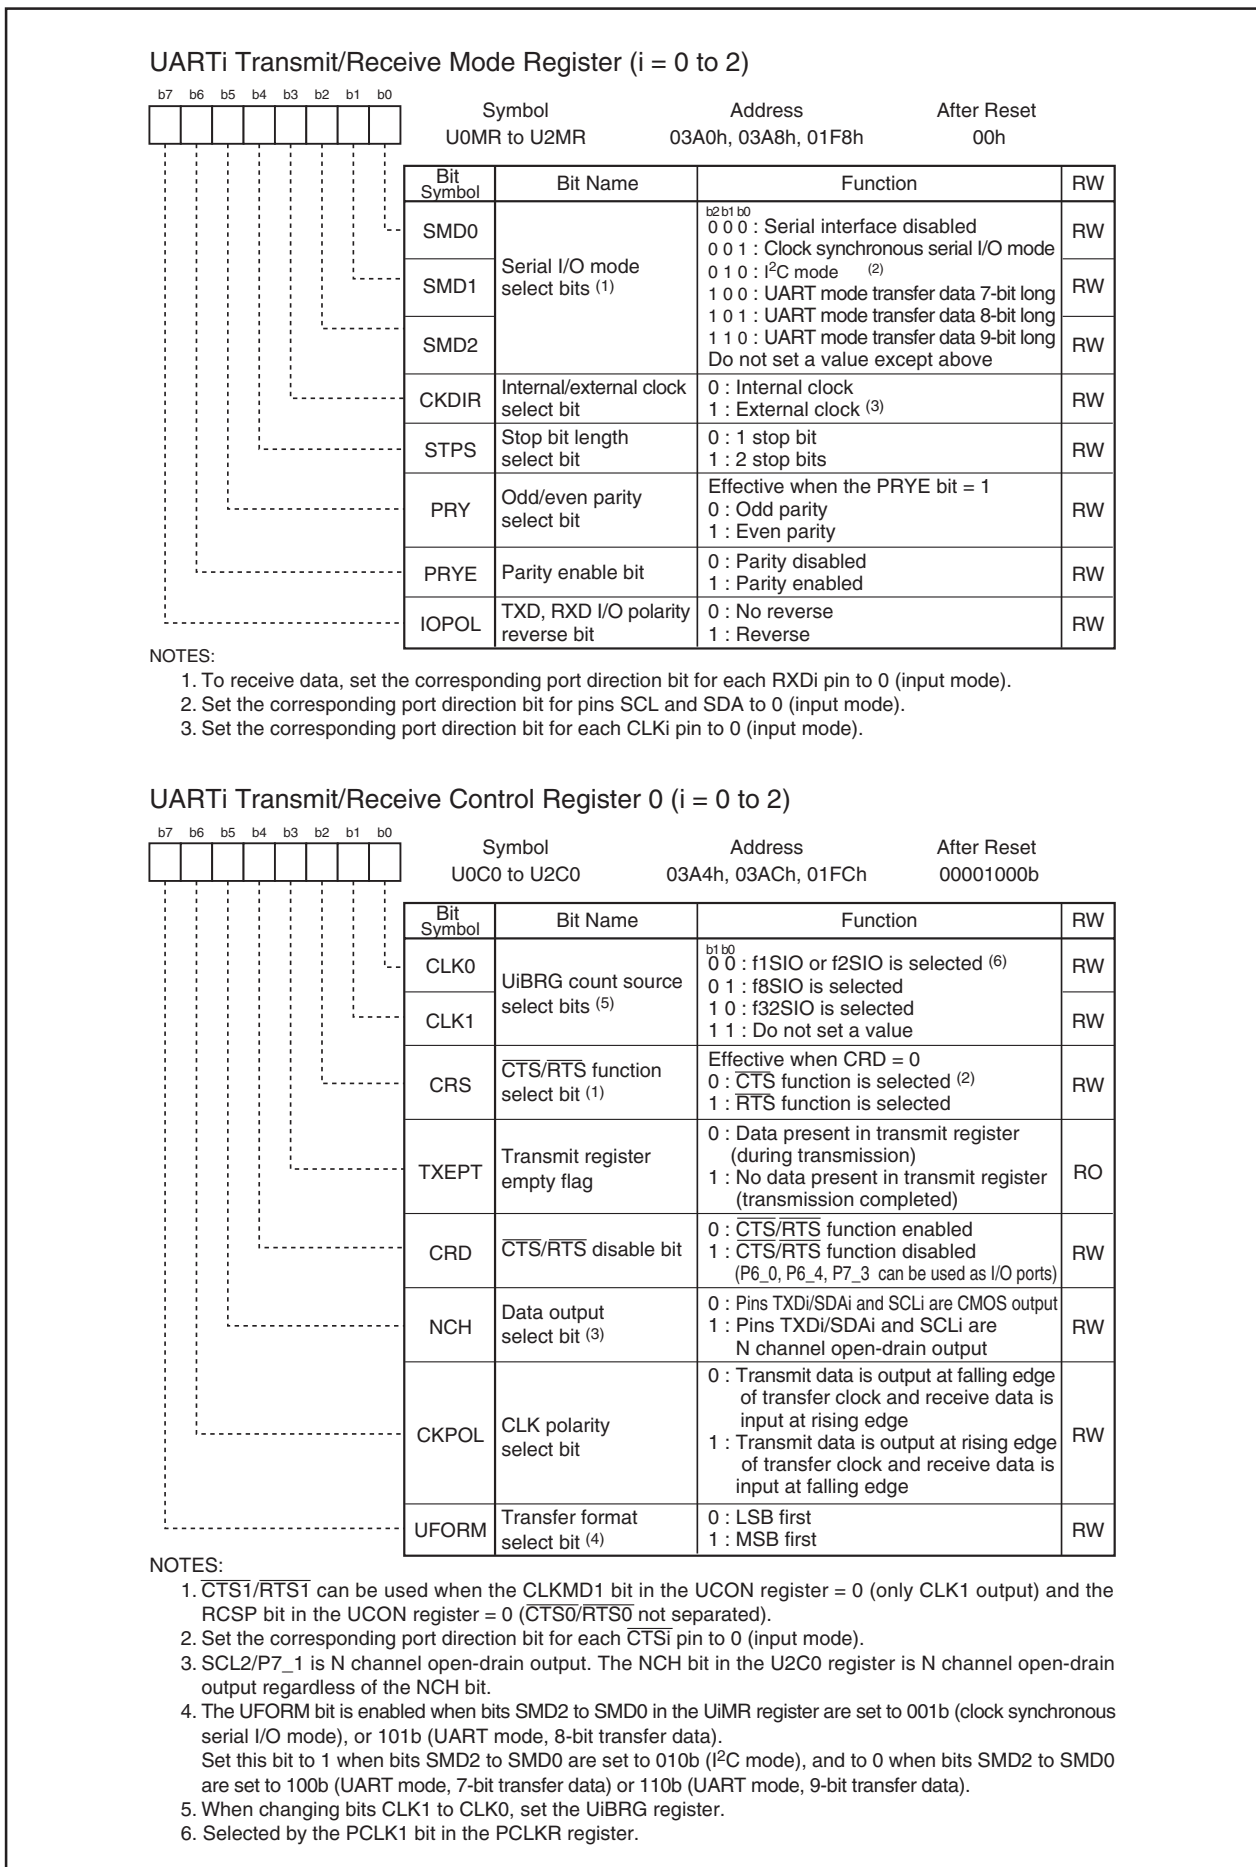 UARTi Transmit/Receive Mode Register (i = 0 to 2)
b7 b6 b5 b4 b3 b2 b1 b0
Symbol Address After Reset
U0MR to U2MR 03A0h, 03A8h, 01F8h 00h
Bit Symbol Bit Name Function RW
b2 b1 b0
SMD0 0 0 0 : Serial interface disabled RW
0 0 1 : Clock synchronous serial I/O mode
Serial I/O mode 0 1 0 : I2C mode (2)
SMD1 select bits (1) 1 0 0 : UART mode transfer data 7-bit long RW
1 0 1 : UART mode transfer data 8-bit long
SMD2 1 1 0 : UART mode transfer data 9-bit long RW
Do not set a value except above
Internal/external clock 0 : Internal clock
CKDIR select bit 1 : External clock (3) RW
Stop bit length 0 : 1 stop bit
STPS select bit 1 : 2 stop bits RW
Effective when the PRYE bit = 1
PRY Odd/even parity 0 : Odd parity RW
select bit 1 : Even parity
0 : Parity disabled
PRYE Parity enable bit 1 : Parity enabled RW
TXD, RXD I/O polarity 0 : No reverse
IOPOL reverse bit 1 : Reverse RW
NOTES:
1. To receive data, set the corresponding port direction bit for each RXDi pin to 0 (input mode).
2. Set the corresponding port direction bit for pins SCL and SDA to 0 (input mode).
3. Set the corresponding port direction bit for each CLKi pin to 0 (input mode).
UARTi Transmit/Receive Control Register 0 (i = 0 to 2)
b7 b6 b5 b4 b3 b2 b1 b0
Symbol Address After Reset
U0C0 to U2C0 03A4h, 03ACh, 01FCh 00001000b
Bit Symbol Bit Name Function RW
b1 b0
CLK0 0 0 : f1SIO or f2SIO is selected (6) RW
UiBRG count source 0 1 : f8SIO is selected
select bits (5) 1 0 : f32SIO is selected
CLK1 1 1 : Do not set a value RW
Effective when CRD = 0
CTS/RTS function 0 : CTS function is selected (2)
CRS select bit (1) 1 : RTS function is selected RW
0 : Data present in transmit register
Transmit register (during transmission)
TXEPT empty flag 1 : No data present in transmit register RO
(transmission completed)
0 : CTS/RTS function enabled
CRD CTS/RTS disable bit 1 : CTS/RTS function disabled RW
(P6_0, P6_4, P7_3 can be used as I/O ports)
Data output 0 : Pins TXDi/SDAi and SCLi are CMOS output
NCH select bit (3) 1 : Pins TXDi/SDAi and SCLi are RW
N channel open-drain output
0 : Transmit data is output at falling edge
of transfer clock and receive data is
CLK polarity input at rising edge
CKPOL select bit 1 : Transmit data is output at rising edge RW
of transfer clock and receive data is
input at falling edge
Transfer format 0 : LSB first
UFORM select bit (4) 1 : MSB first RW
NOTES:
1. CTS1/RTS1 can be used when the CLKMD1 bit in the UCON register = 0 (only CLK1 output) and the
RCSP bit in the UCON register = 0 (CTS0/RTS0 not separated).
2. Set the corresponding port direction bit for each CTSi pin to 0 (input mode).
3. SCL2/P7_1 is N channel open-drain output. The NCH bit in the U2C0 register is N channel open-drain
output regardless of the NCH bit.
4. The UFORM bit is enabled when bits SMD2 to SMD0 in the UiMR register are set to 001b (clock synchronous
serial I/O mode), or 101b (UART mode, 8-bit transfer data).
Set this bit to 1 when bits SMD2 to SMD0 are set to 010b (I2C mode), and to 0 when bits SMD2 to SMD0
are set to 100b (UART mode, 7-bit transfer data) or 110b (UART mode, 9-bit transfer data).
5. When changing bits CLK1 to CLK0, set the UiBRG register.
6. Selected by the PCLK1 bit in the PCLKR register.